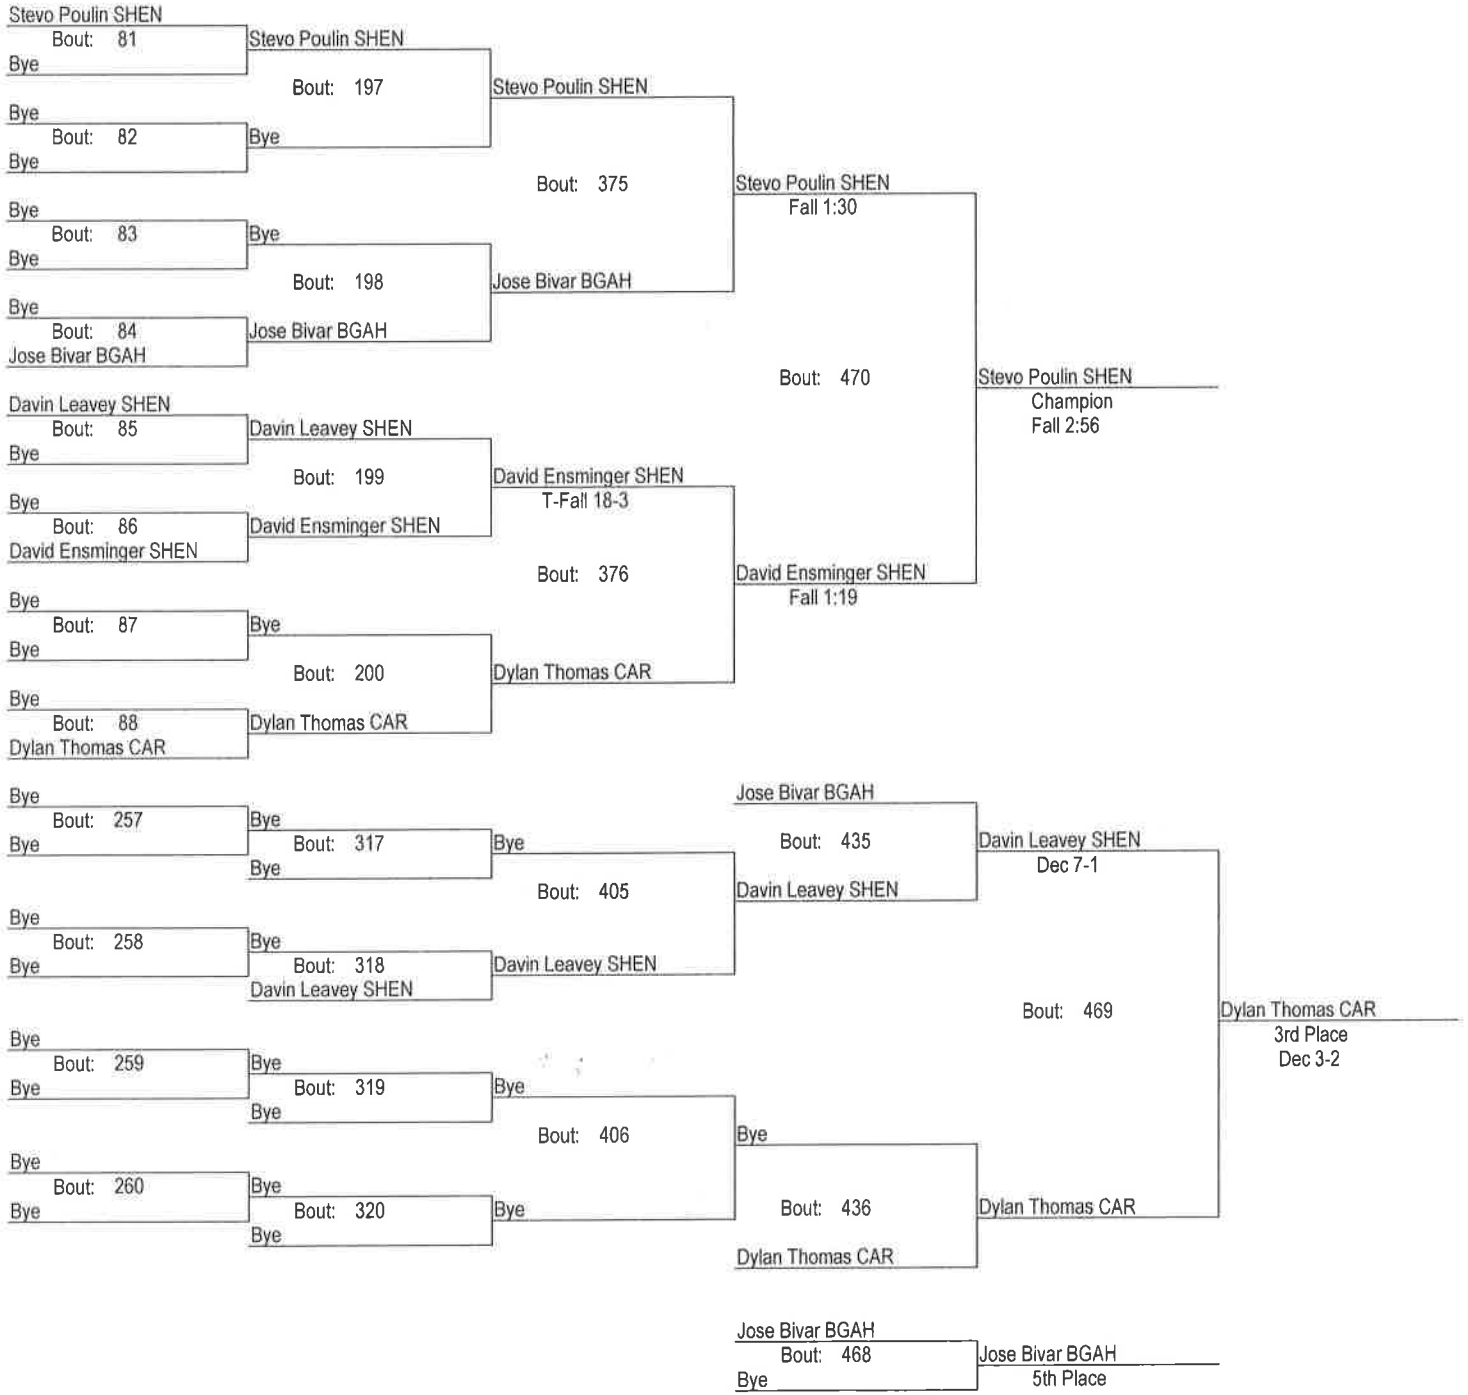 Stevo Poulin SHEN
Bout: 81
Stevo Poulin SHEN
Bye
Bout: 197
Stevo Poulin SHEN
Bye
Bout: 82
Bye
Bye
Bout: 375
Stevo Poulin SHEN
Fall 1:30
Bye
Bout: 83
Bye
Bye
Bout: 198
Jose Bivar BGAH
Bye
Bout: 84
Jose Bivar BGAH
Jose Bivar BGAH
Bout: 470
Stevo Poulin SHEN
Champion
Fall 2:56
Davin Leavey SHEN
Bout: 85
Davin Leavey SHEN
Bye
Bout: 199
David Ensminger SHEN
T-Fall 18-3
Bye
Bout: 86
David Ensminger SHEN
David Ensminger SHEN
Bout: 376
David Ensminger SHEN
Fall 1:19
Bye
Bout: 87
Bye
Bye
Bout: 200
Dylan Thomas CAR
Bye
Bout: 88
Dylan Thomas CAR
Dylan Thomas CAR
Bye
Bout: 257
Bye
Bye
Bout: 317
Bye
Bye
Jose Bivar BGAH
Bout: 435
Davin Leavey SHEN
Dec 7-1
Bout: 405
Davin Leavey SHEN
Bye
Bout: 258
Bye
Bye
Bout: 318
Davin Leavey SHEN
Davin Leavey SHEN
Bout: 469
Dylan Thomas CAR
3rd Place
Dec 3-2
Bye
Bout: 259
Bye
Bye
Bout: 319
Bye
Bye
Bout: 406
Bye
Bye
Bout: 260
Bye
Bye
Bout: 320
Bye
Bye
Bout: 436
Dylan Thomas CAR
Dylan Thomas CAR
Jose Bivar BGAH
Bout: 468
Jose Bivar BGAH
Bye
5th Place